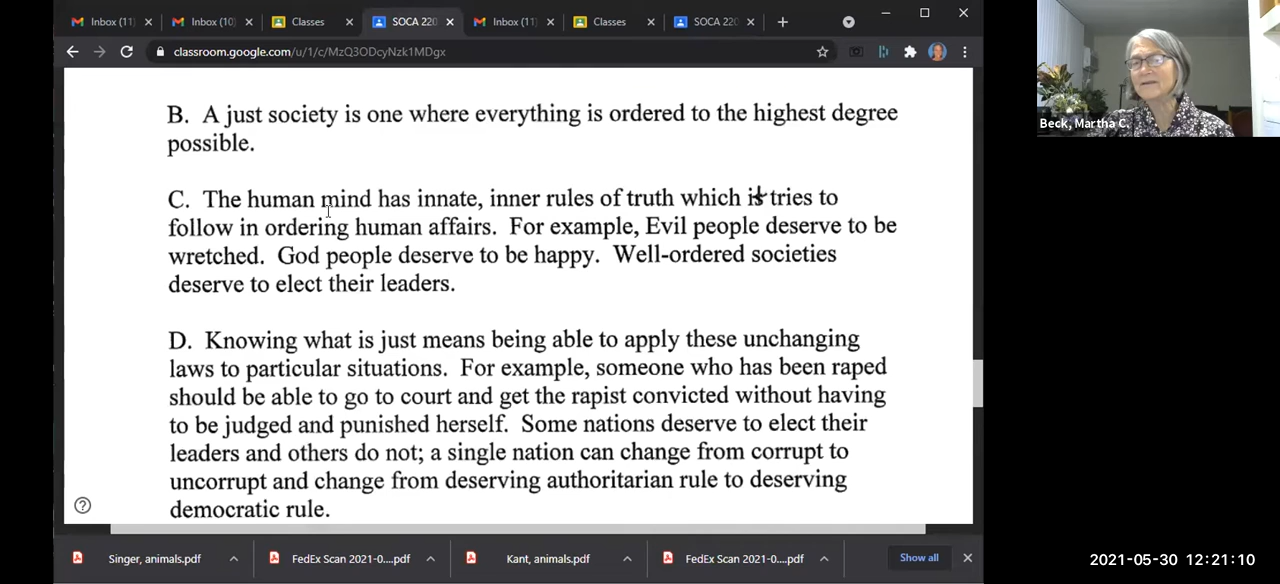 Inbox (11)
Inbox (10)
Classes
SOCA 220
Inbox (11)
Classes
SOCA 220
classroom.google.com/u/1/c/MzQ3ODcyNzk1MDgx
B. A just society is one where everything is ordered to the highest degree
possible.
C. The human mind has innate, inner rules of truth which it tries to
follow in ordering human affairs. For example, Evil people deserve to be
wretched. God people deserve to be happy. Well-ordered societies
deserve to elect their leaders.
D. Knowing what is just means being able to apply these unchanging
laws to particular situations. For example, someone who has been raped
should be able to go to court and get the rapist convicted without having
to be judged and punished herself. Some nations deserve to elect their
leaders and others do not; a single nation can change from corrupt to
uncorrupt and change from deserving authoritarian rule to deserving
democratic rule.
Singer, animals.pdf
FedEx Scan 2021-0....pdf
Kant, animals.pdf
FedEx Scan 2021-0....pdf
Show all
Beck, Martha C.
2021-05-30 12:21:10